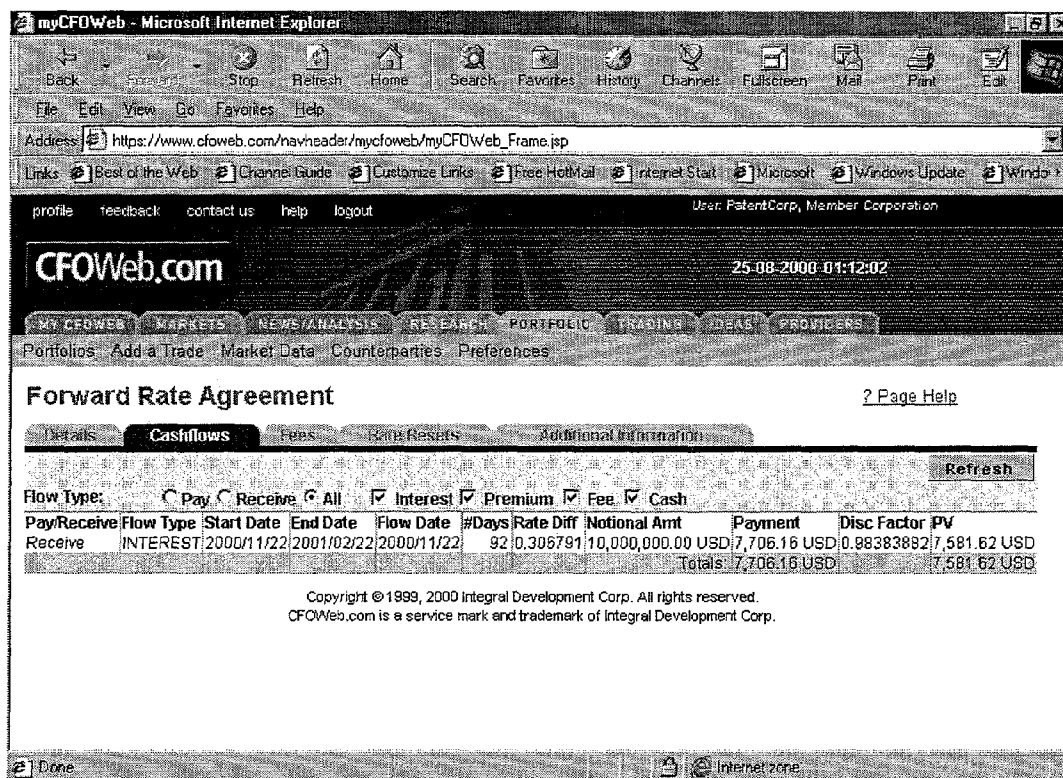 myCFOWeb - Microsoft Internet Explorer
Back Forward Stop Refresh Home Search Favorites History Channels Fullscreen Mail Print Edit
File Edit View Go Favorites Help
Address https://www.cfoweb.com/navheader/mycfoweb/myCFOWeb_Frame.jsp
Links Best of the Web Channel Guide Customize Links Free HotMail Internet Start Microsoft Windows Update Windo
profile feedback contact us help logout User: PatentCorp, Member Corporation
CFOWeb.com 25-08-2000-01:12:02
MY CFOWEB MARKETS NEWS/ANALYSIS RESEARCH PORTFOLIO TRADING IDEAS PROVIDERS
Portfolios Add a Trade Market Data Counterparties Preferences
Forward Rate Agreement ? Page Help
Details Cashflows Fees Rate Resets Additional Information
Refresh
Flow Type: Pay Receive All Interest Premium Fee Cash
Pay/Receive Flow Type Start Date End Date Flow Date #Days Rate Diff Notional Amt Payment Disc Factor PV
Receive INTEREST 2000/11/22 2001/02/22 2000/11/22 92 0.306791 10,000,000.00 USD 7,706.16 USD 0.98383882 7,581.62 USD
Totals: 7,706.16 USD 7,581.62 USD
Copyright © 1999, 2000 Integral Development Corp. All rights reserved.
CFOWeb.com is a service mark and trademark of Integral Development Corp.
Done Internet zone